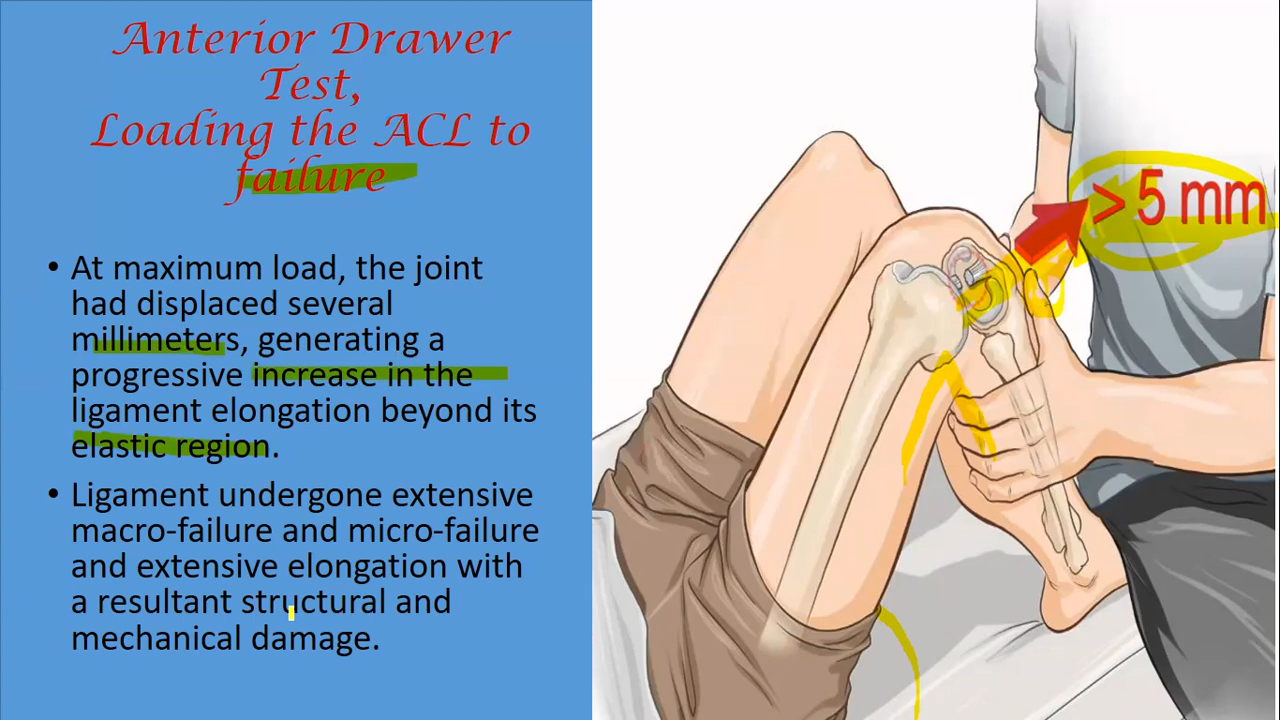 Anterior Drawer
Test,
Loading the ACL to
failure
• At maximum load, the joint
had displaced several
millimeters, generating a
progressive increase in the
ligament elongation beyond its
elastic region.
• Ligament undergone extensive
macro-failure and micro-failure
and extensive elongation with
a resultant structural and
mechanical damage.
> 5 mm